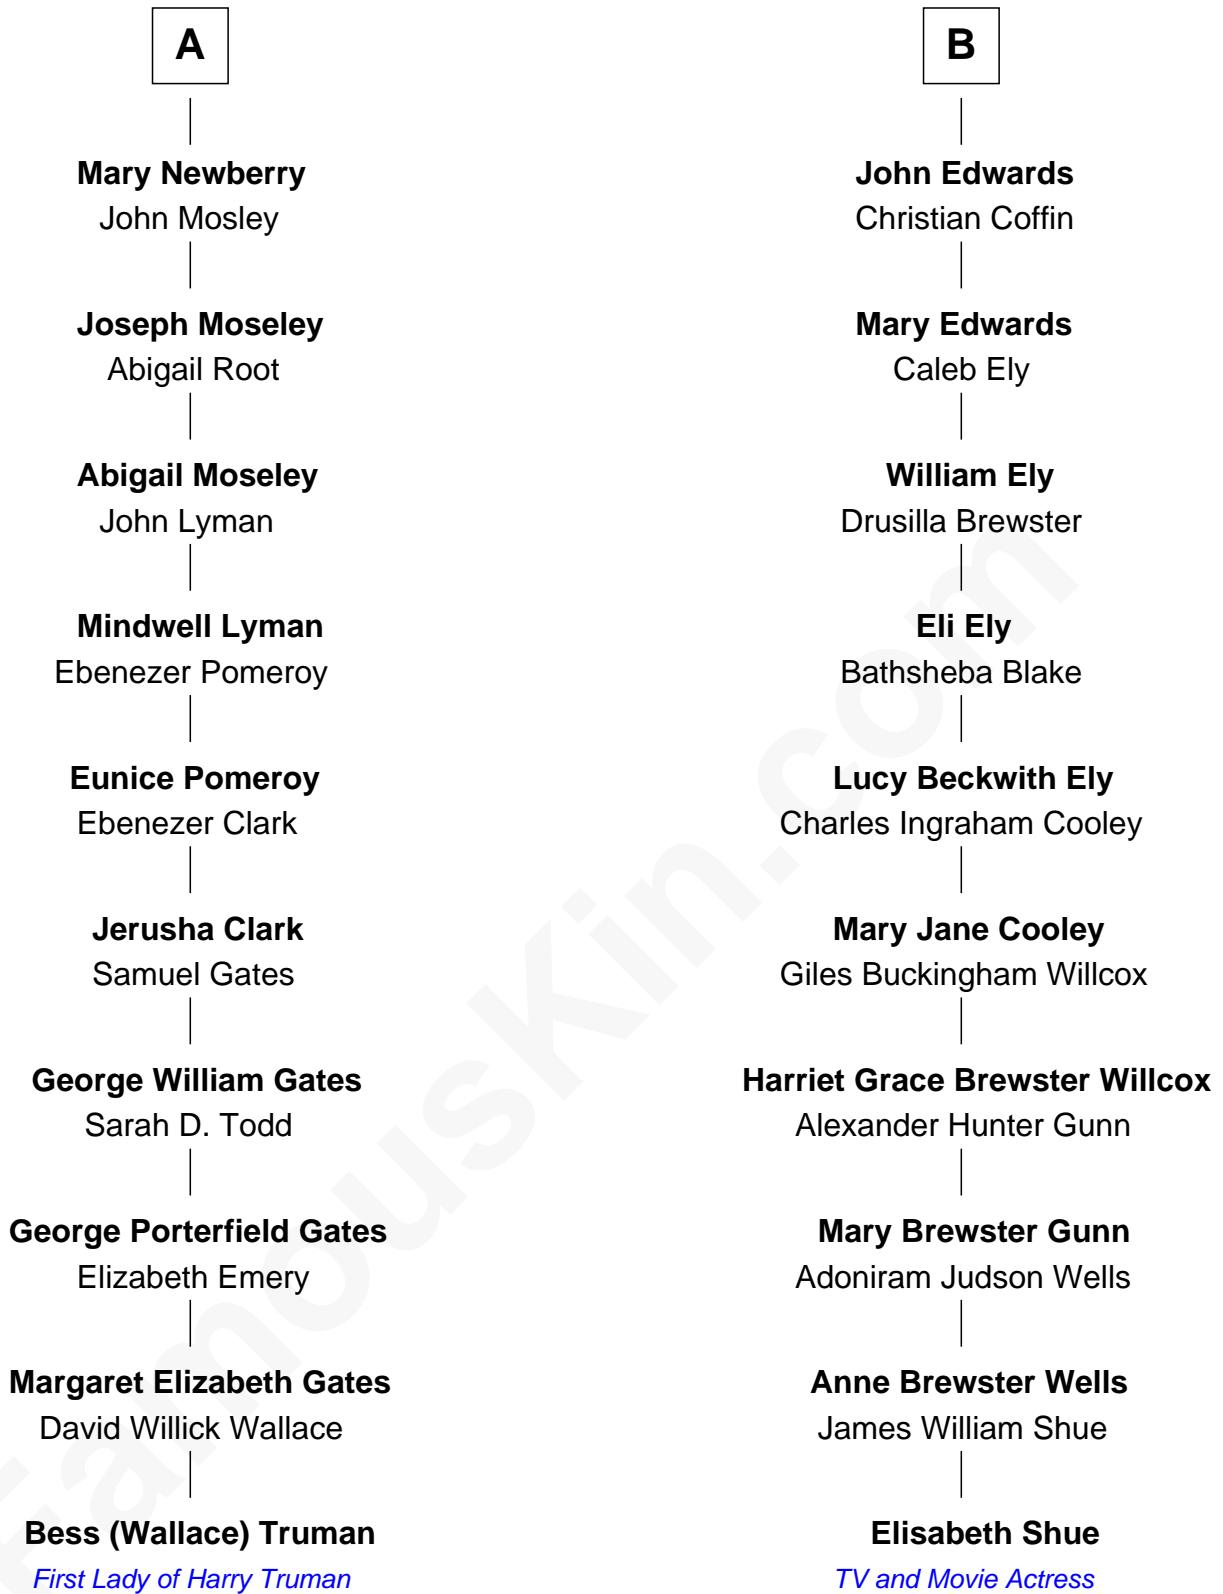 A
Mary Newberry
John Mosley
Joseph Moseley
Abigail Root
Abigail Moseley
John Lyman
Mindwell Lyman
Ebenezer Pomeroy
Eunice Pomeroy
Ebenezer Clark
Jerusha Clark
Samuel Gates
George William Gates
Sarah D. Todd
George Porterfield Gates
Elizabeth Emery
Margaret Elizabeth Gates
David Willick Wallace
Bess (Wallace) Truman
First Lady of Harry Truman
B
John Edwards
Christian Coffin
Mary Edwards
Caleb Ely
William Ely
Drusilla Brewster
Eli Ely
Bathsheba Blake
Lucy Beckwith Ely
Charles Ingraham Cooley
Mary Jane Cooley
Giles Buckingham Willcox
Harriet Grace Brewster Willcox
Alexander Hunter Gunn
Mary Brewster Gunn
Adoniram Judson Wells
Anne Brewster Wells
James William Shue
Elisabeth Shue
TV and Movie Actress
FamousKin.com